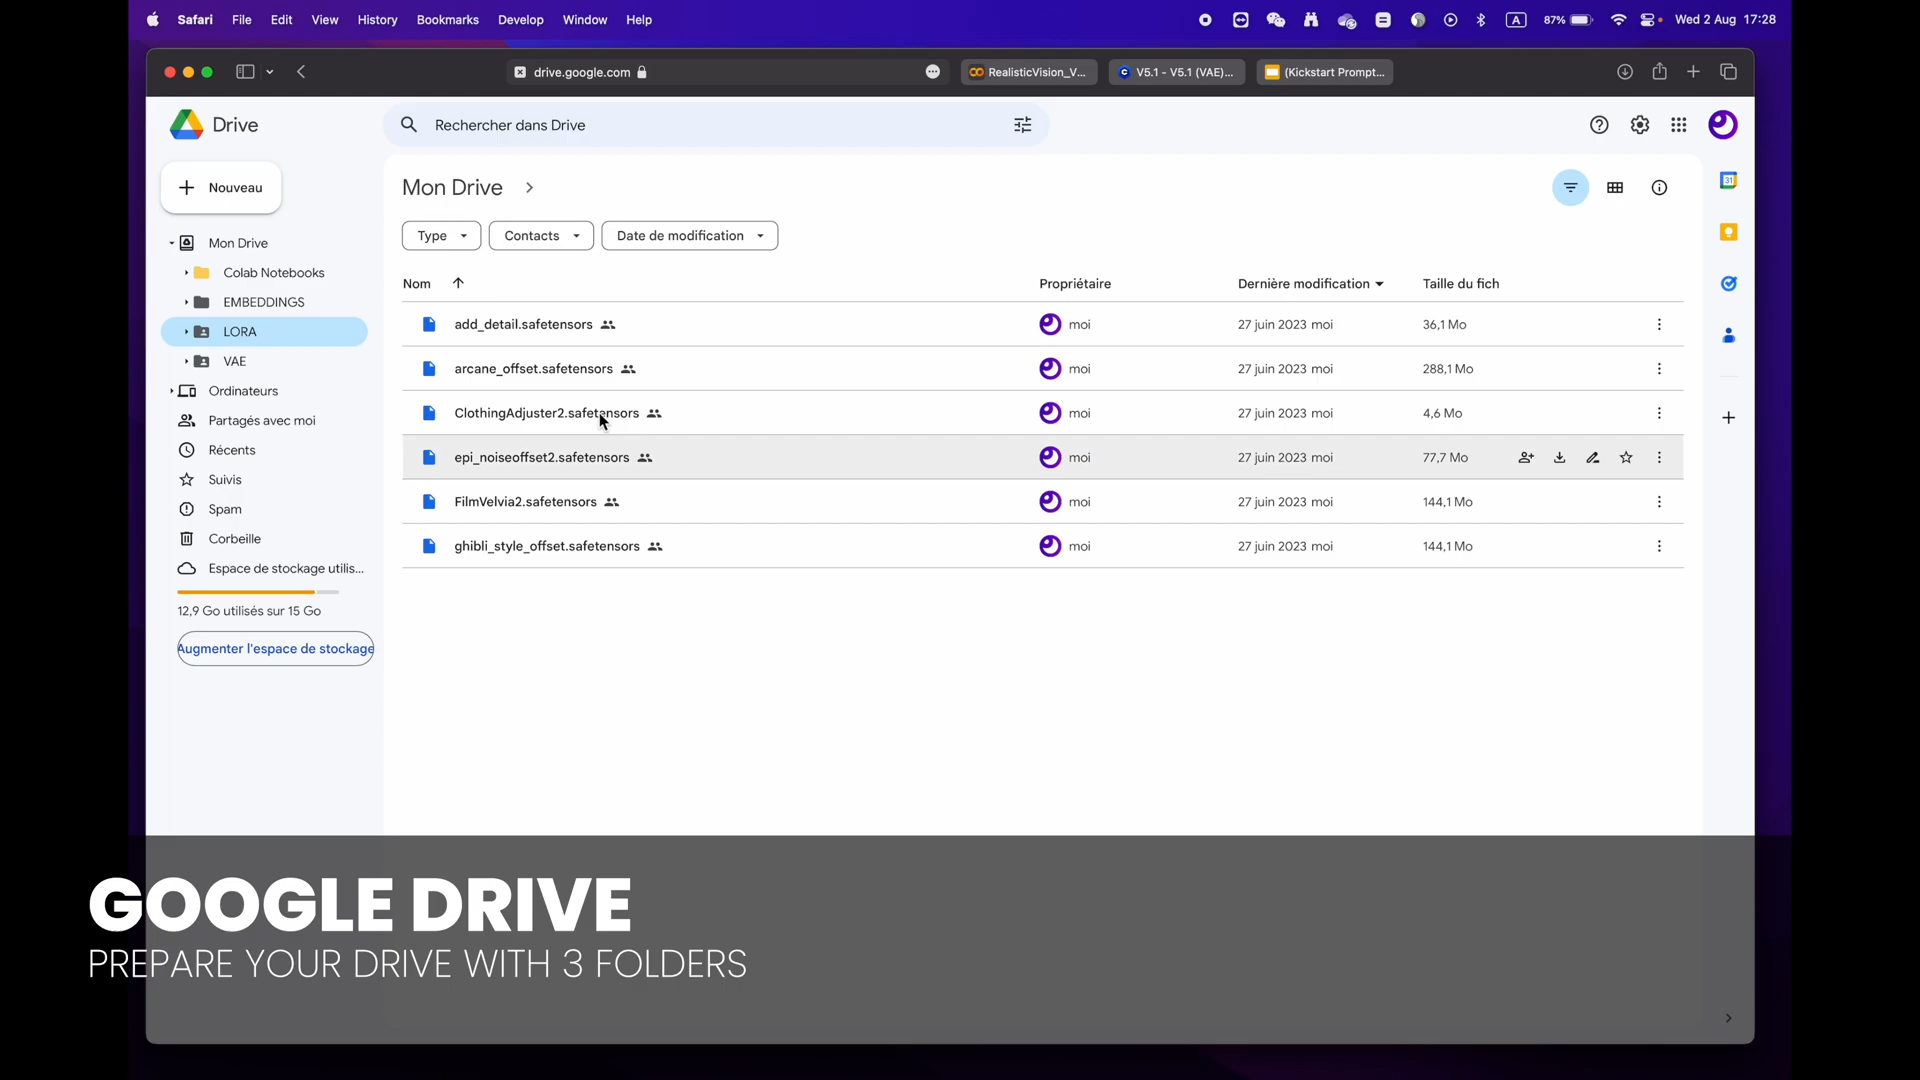 Safari File Edit View History Bookmarks Develop Window Help
A 87% Wed 2 Aug 17:28
drive.google.com RealisticVision_V... V5.1 - V5.1 (VAE)... (Kickstart Prompt...
Drive
Rechercher dans Drive
Nouveau
Mon Drive
Colab Notebooks
EMBEDDINGS
LORA
VAE
Ordinateurs
Partagés avec moi
Récents
Suivis
Spam
Corbeille
Espace de stockage utilis...
12,9 Go utilisés sur 15 Go
Augmenter l'espace de stockage
Mon Drive
Type Contacts Date de modification
Nom Propriétaire Dernière modification Taille du fich
add_detail.safetensors moi 27 juin 2023 moi 36,1 Mo
arcane_offset.safetensors moi 27 juin 2023 moi 288,1 Mo
ClothingAdjuster2.safetensors moi 27 juin 2023 moi 4,6 Mo
epi_noiseoffset2.safetensors moi 27 juin 2023 moi 77,7 Mo
FilmVelvia2.safetensors moi 27 juin 2023 moi 144,1 Mo
ghibli_style_offset.safetensors moi 27 juin 2023 moi 144,1 Mo
31
GOOGLE DRIVE
PREPARE YOUR DRIVE WITH 3 FOLDERS